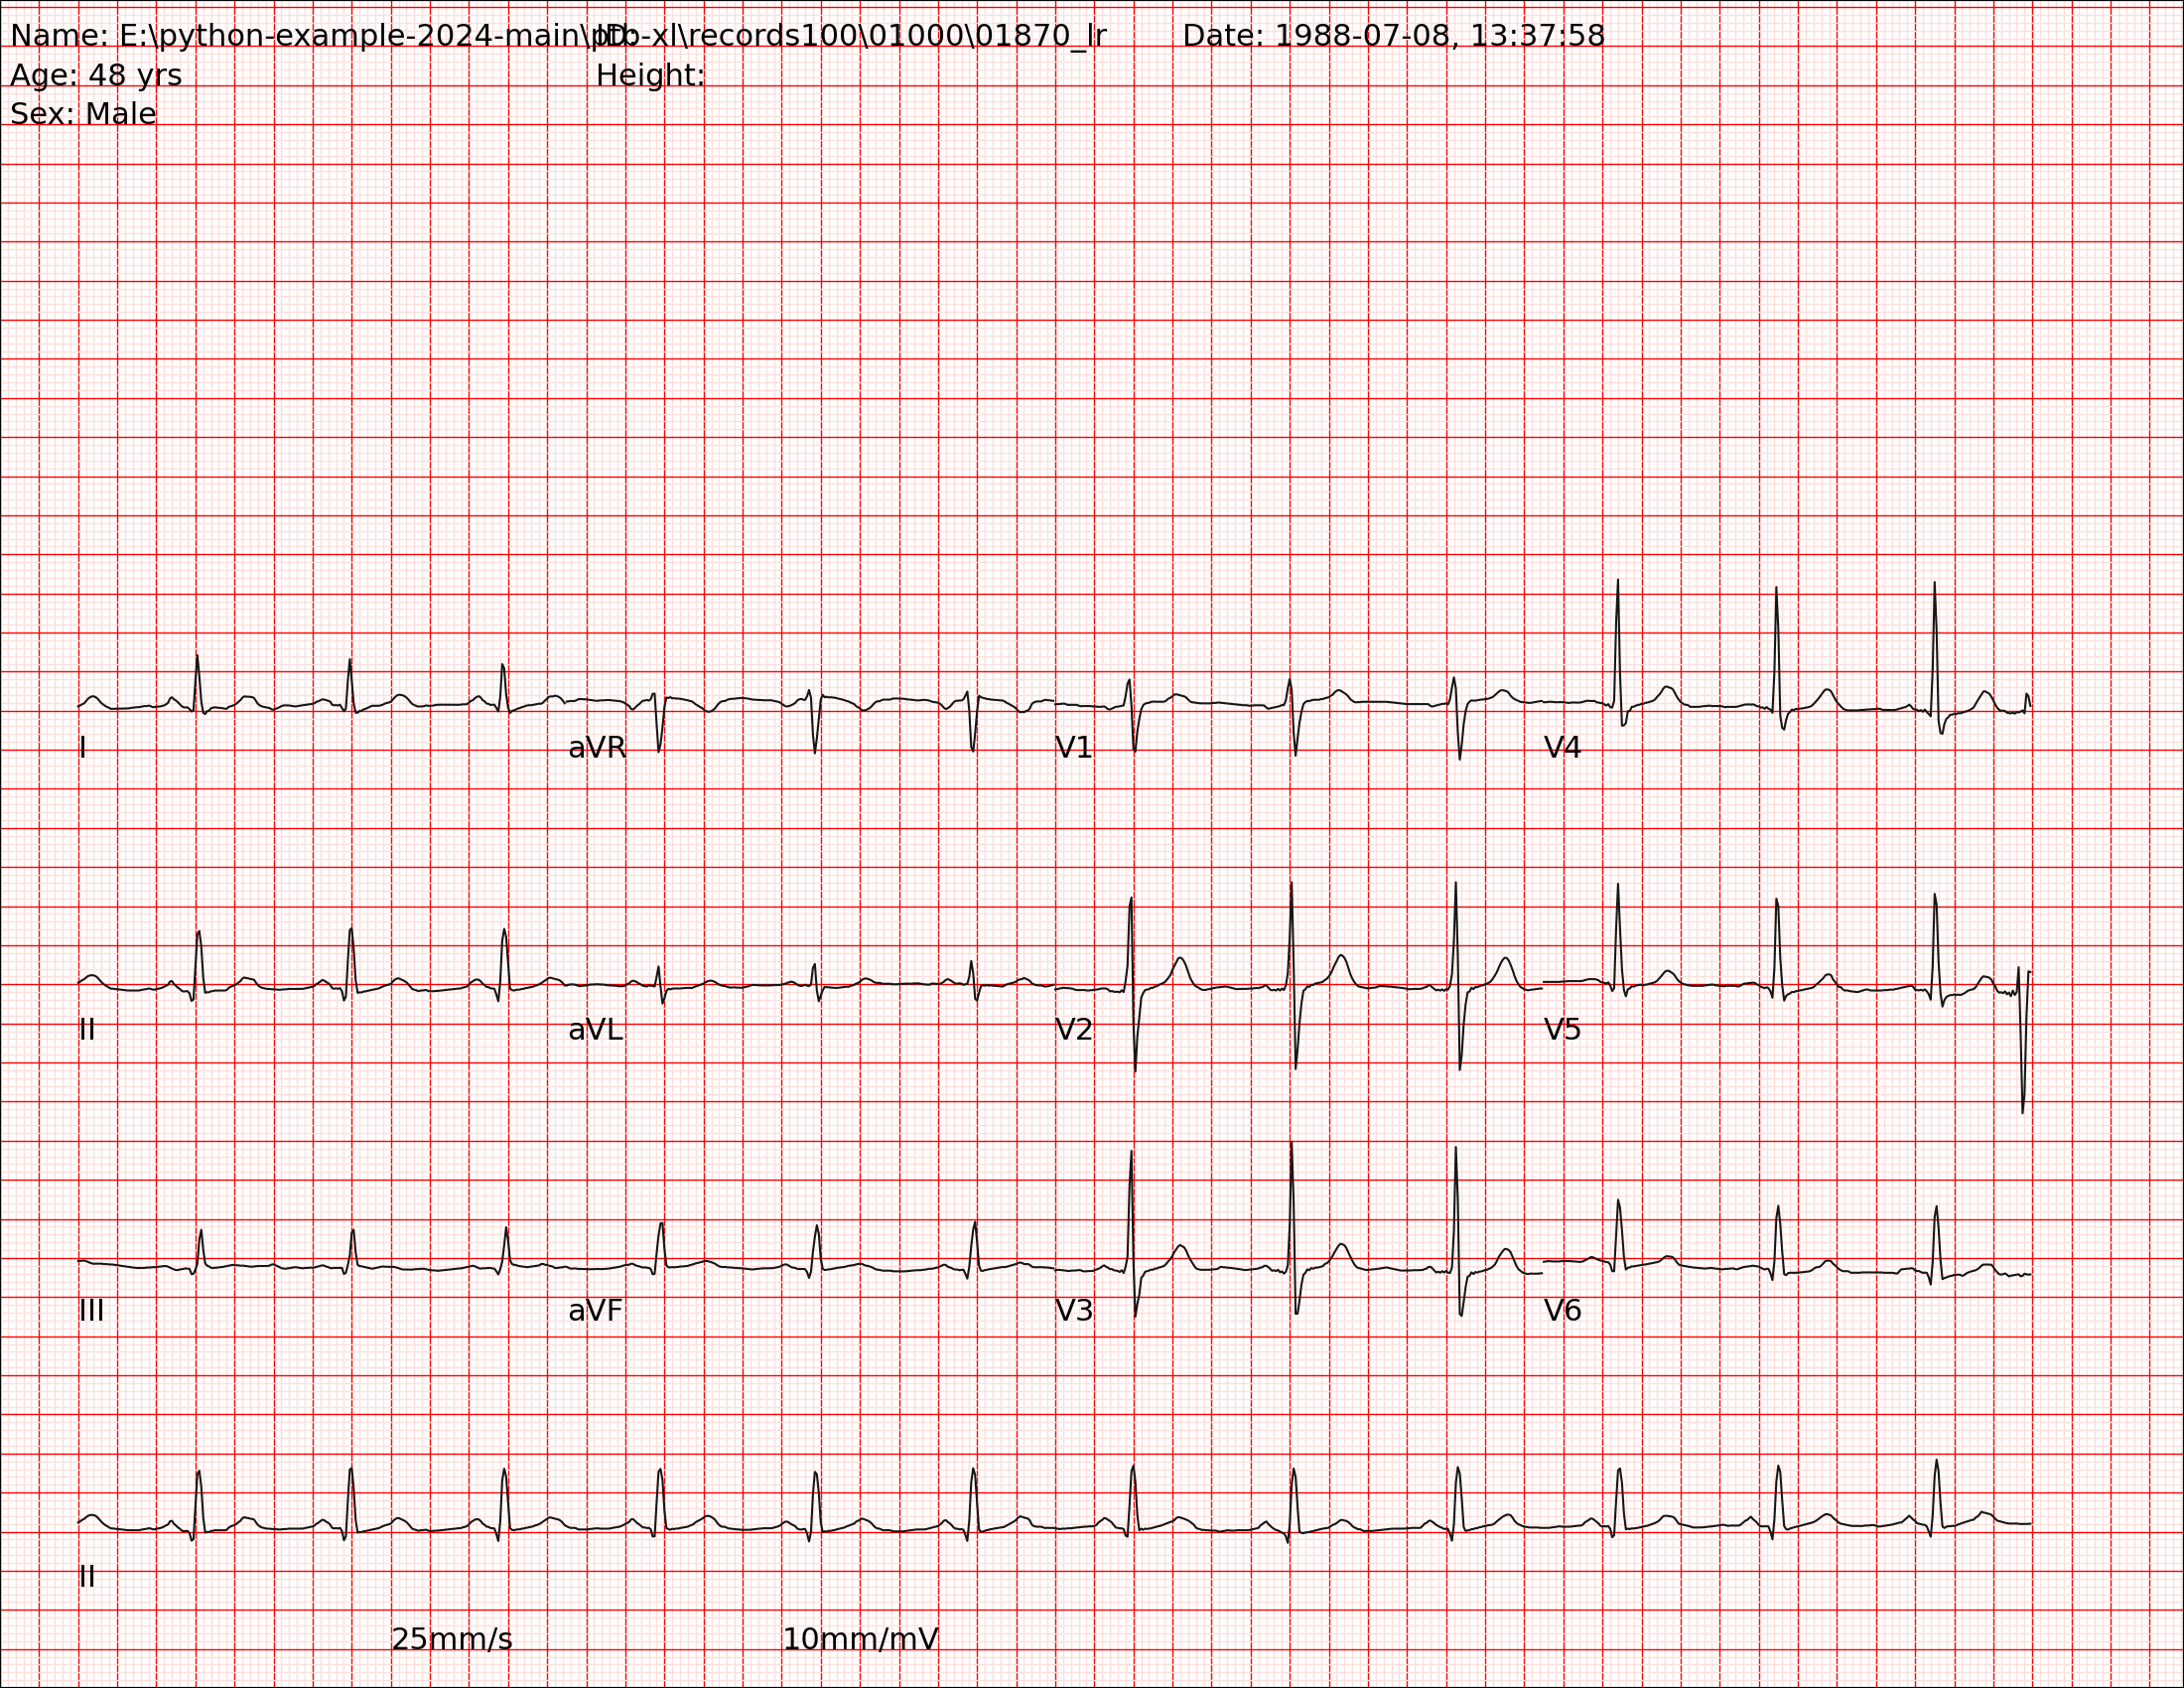 Name: E:\python-example-2024-main\ptb-xl\records100\01000\01870_lr ID: Date: 1988-07-08, 13:37:58
Age: 48 yrs Height:
Sex: Male
I aVR V1 V4
II aVL V2 V5
III aVF V3 V6
II
25mm/s 10mm/mV